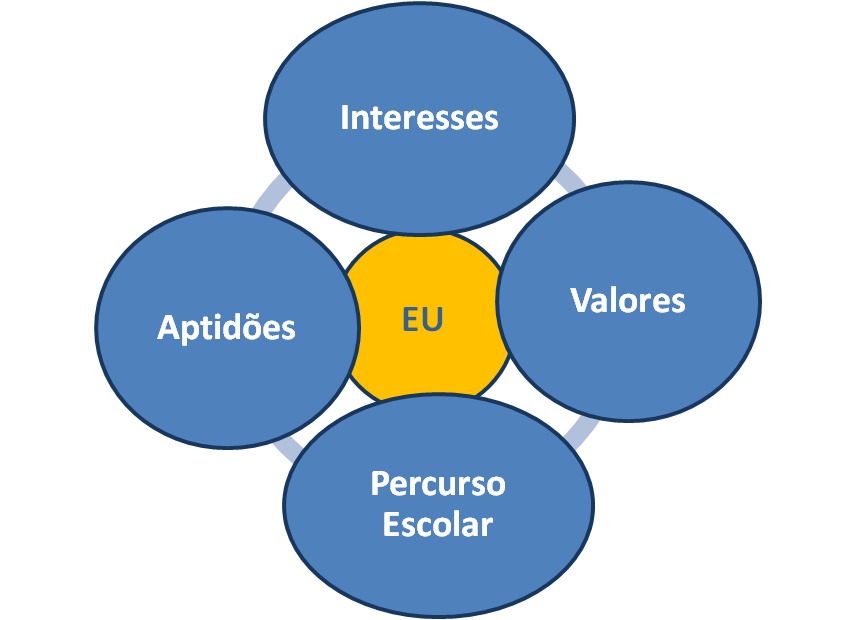 Interesses
Valores
Aptidões
EU
Percurso
Escolar